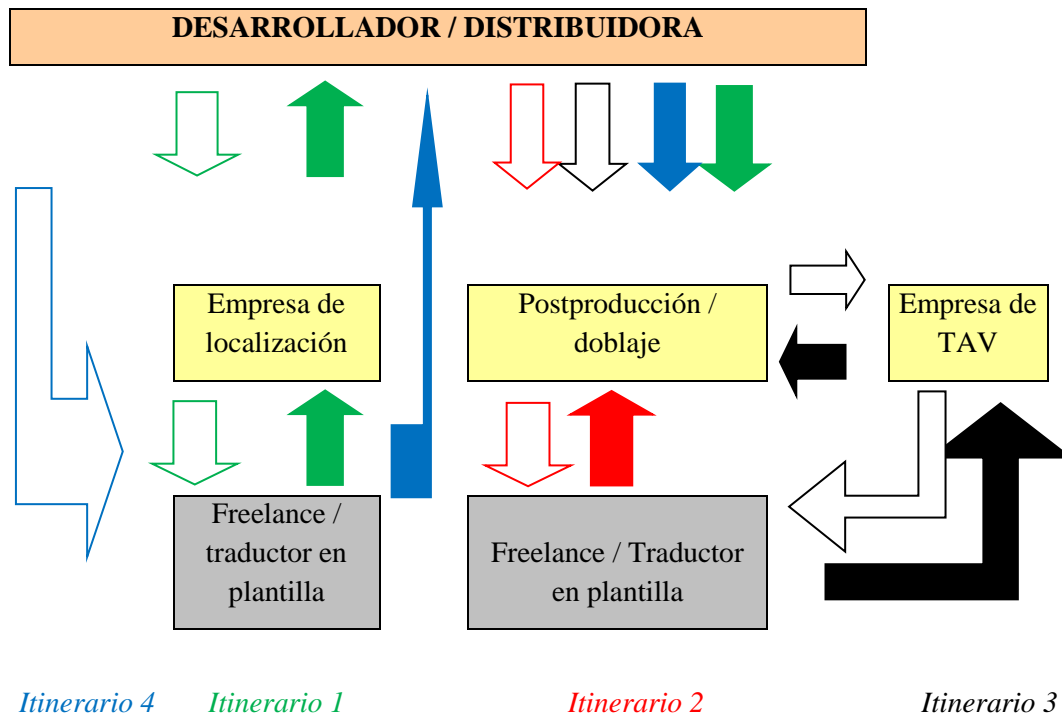 DESARROLLADOR / DISTRIBUIDORA
Empresa de
localización
Postproducción /
doblaje
Empresa de
TAV
Freelance /
traductor en
plantilla
Freelance / Traductor
en plantilla
Itinerario 4 Itinerario 1 Itinerario 2 Itinerario 3